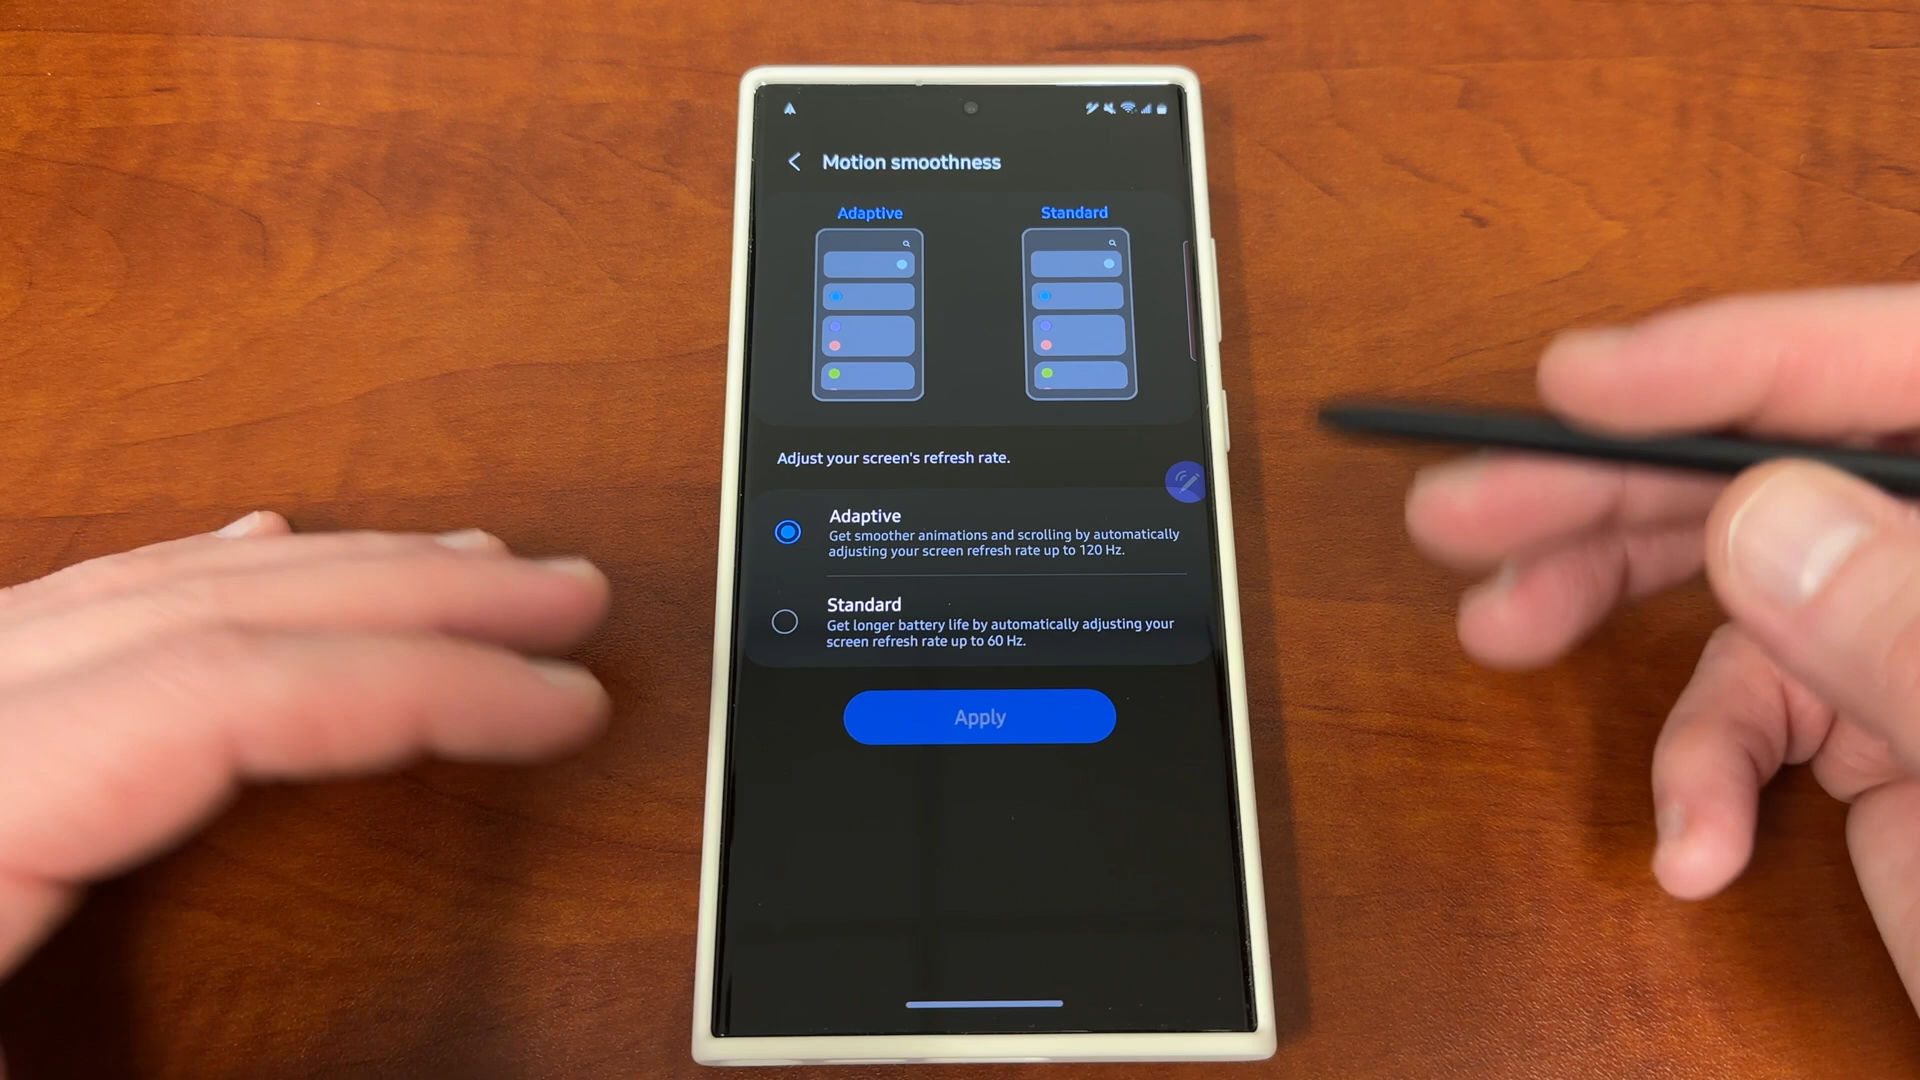 Motion smoothness
Adaptive
Standard
Adjust your screen's refresh rate.
Adaptive
Get smoother animations and scrolling by automatically
adjusting your screen refresh rate up to 120 Hz.
Standard
Get longer battery life by automatically adjusting your
screen refresh rate up to 60 Hz.
Apply